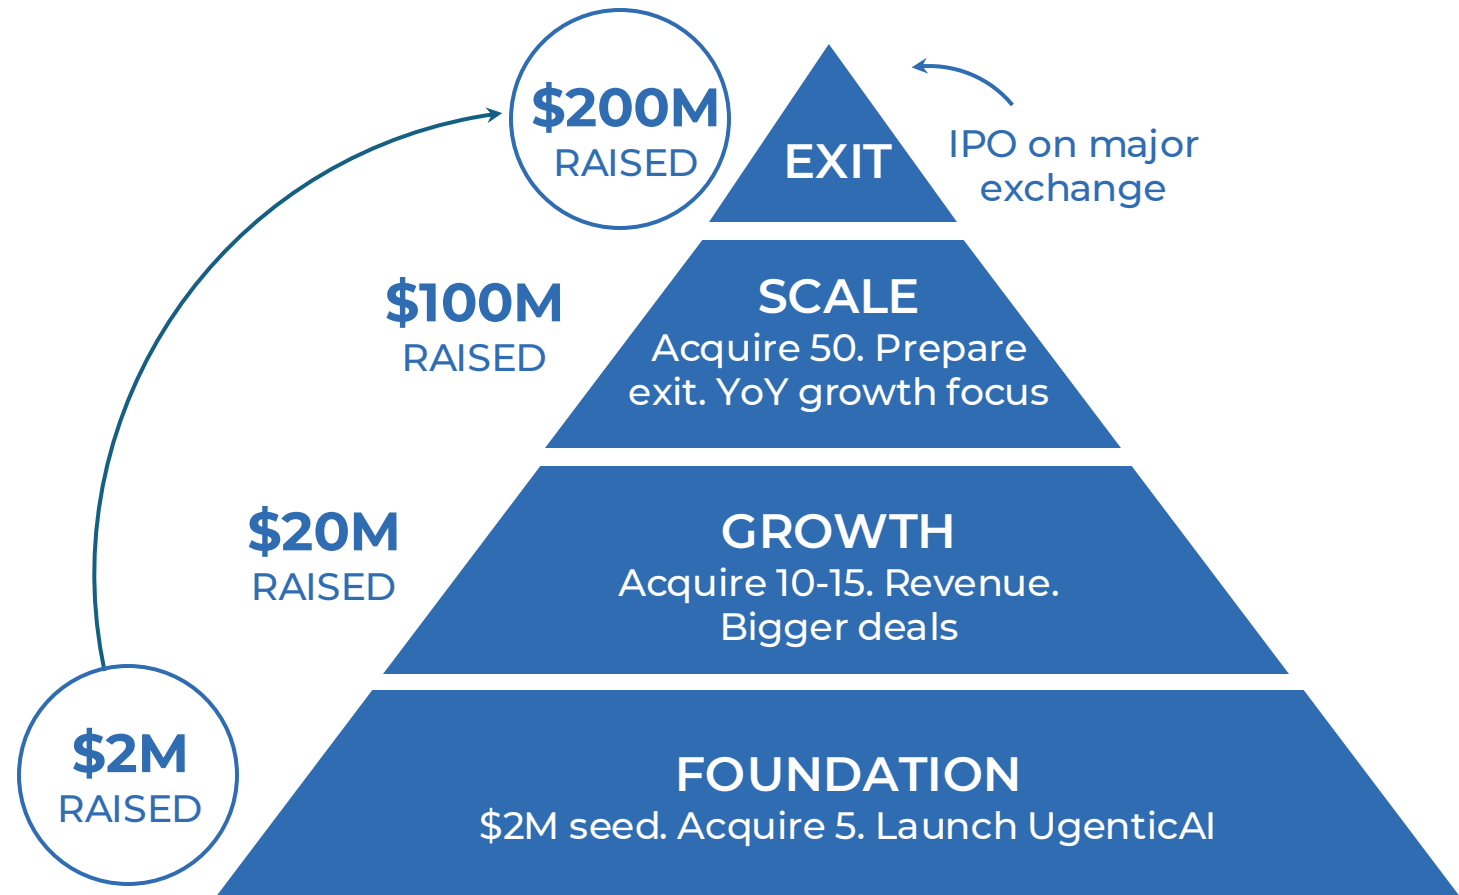 $200M
RAISED
EXIT
IPO on major
exchange
$100M
RAISED
SCALE
Acquire 50. Prepare
exit. YoY growth focus
$20M
RAISED
GROWTH
Acquire 10-15. Revenue.
Bigger deals
$2M
RAISED
FOUNDATION
$2M seed. Acquire 5. Launch UgenticAI